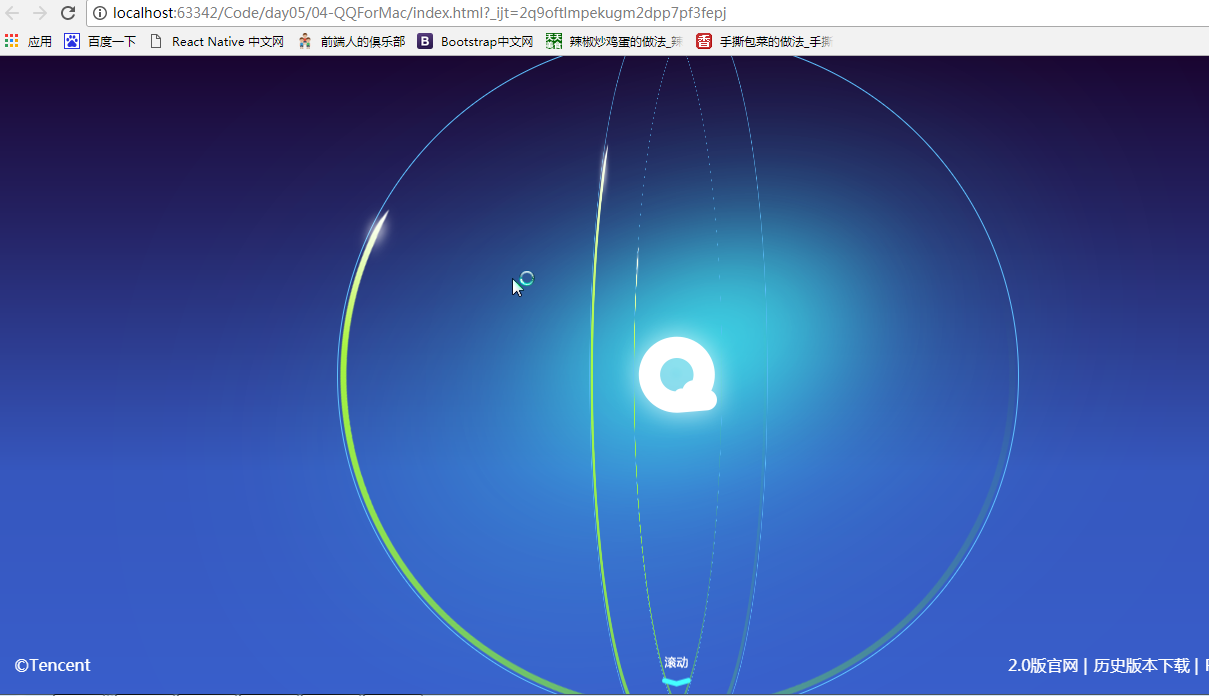 localhost:63342/Code/day05/04-QQForMac/index.html?_ijt=2q9oftlmpekugm2dpp7pf3fepj
应用 百度一下 React Native 中文网 前端人的俱乐部 B Bootstrap中文网 辣椒炒鸡蛋的做法_辣 香 手撕包菜的做法_手撕
滚动
©Tencent 2.0版官网 | 历史版本下载 |